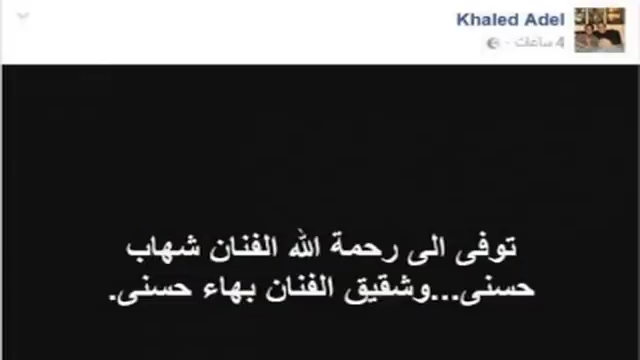 Khaled Adel
4 ساعات ·
توفى الى رحمة الله الفنان شهاب
حسنى...وشقيق الفنان بهاء حسنى.